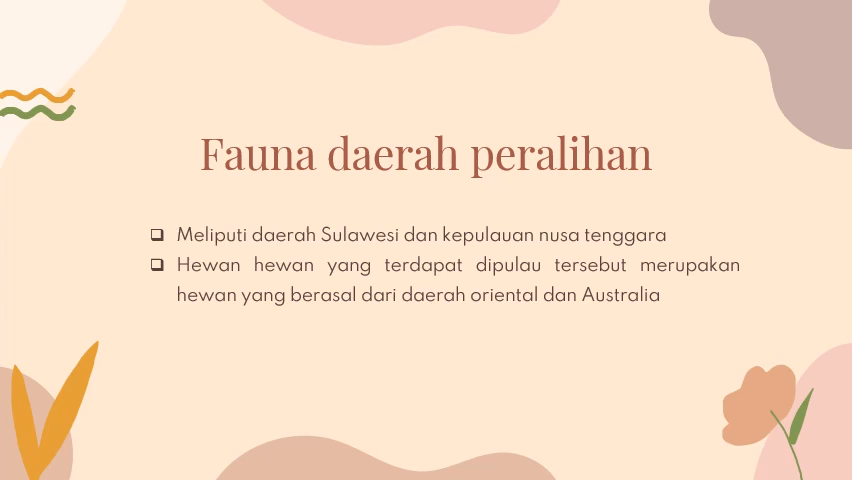 Fauna daerah peralihan
Meliputi daerah Sulawesi dan kepulauan nusa tenggara
Hewan hewan yang terdapat dipulau tersebut merupakan
hewan yang berasal dari daerah oriental dan Australia